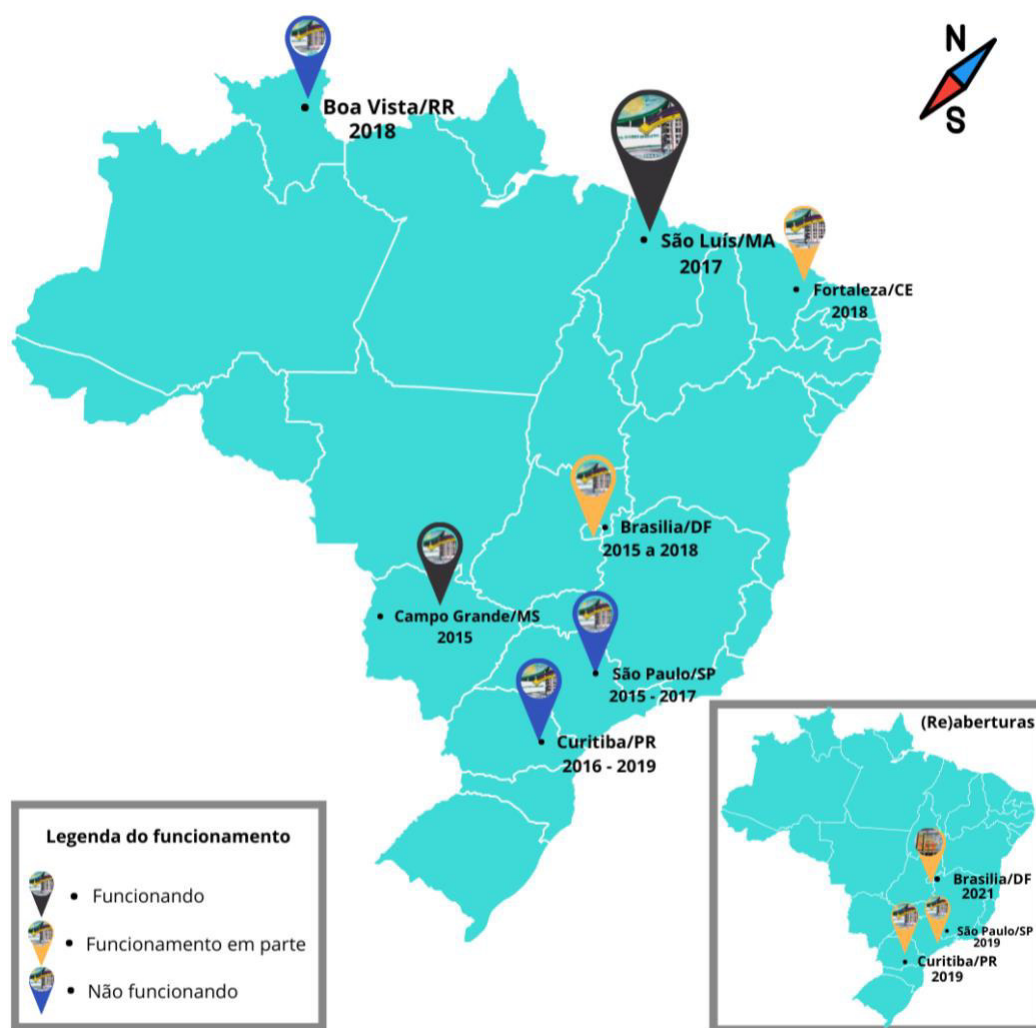 N
S
Boa Vista/RR
2018
São Luís/MA
2017
Fortaleza/CE
2018
Brasilia/DF
2015 a 2018
Campo Grande/MS
2015
São Paulo/SP
2015 - 2017
Curitiba/PR
2016 - 2019
Legenda do funcionamento
Funcionando
Funcionamento em parte
Não funcionando
(Re)aberturas
Brasilia/DF
2021
São Paulo/SP
2019
Curitiba/PR
2019